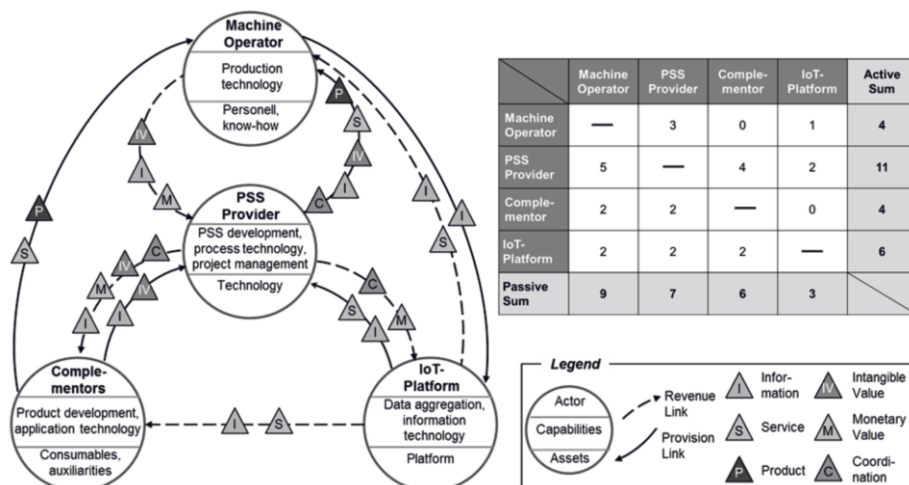 Machine
Operator
Production
technology
Personell,
know-how
P
S
IV
I
C
IV
I
M
P
S
I
I
S
PSS
Provider
PSS development,
process technology,
project management
Technology
C
IV
M
I
IV
I
C
M
S
I
Comple-
mentors
Product development,
application technology
Consumables,
auxiliarities
I
S
IoT-
Platform
Data aggregation,
information
technology
Platform
Machine Operator PSS Provider Comple- mentor IoT- Platform Active Sum
Machine Operator — 3 0 1 4
PSS Provider 5 — 4 2 11
Comple- mentor 2 2 — 0 4
IoT- Platform 2 2 2 — 6
Passive Sum 9 7 6 3
Legend
Actor
Capabilities
Assets
Revenue
Link
Provision
Link
I Infor-
mation
S Service
P Product
IV Intangible
Value
M Monetary
Value
C Coordi-
nation